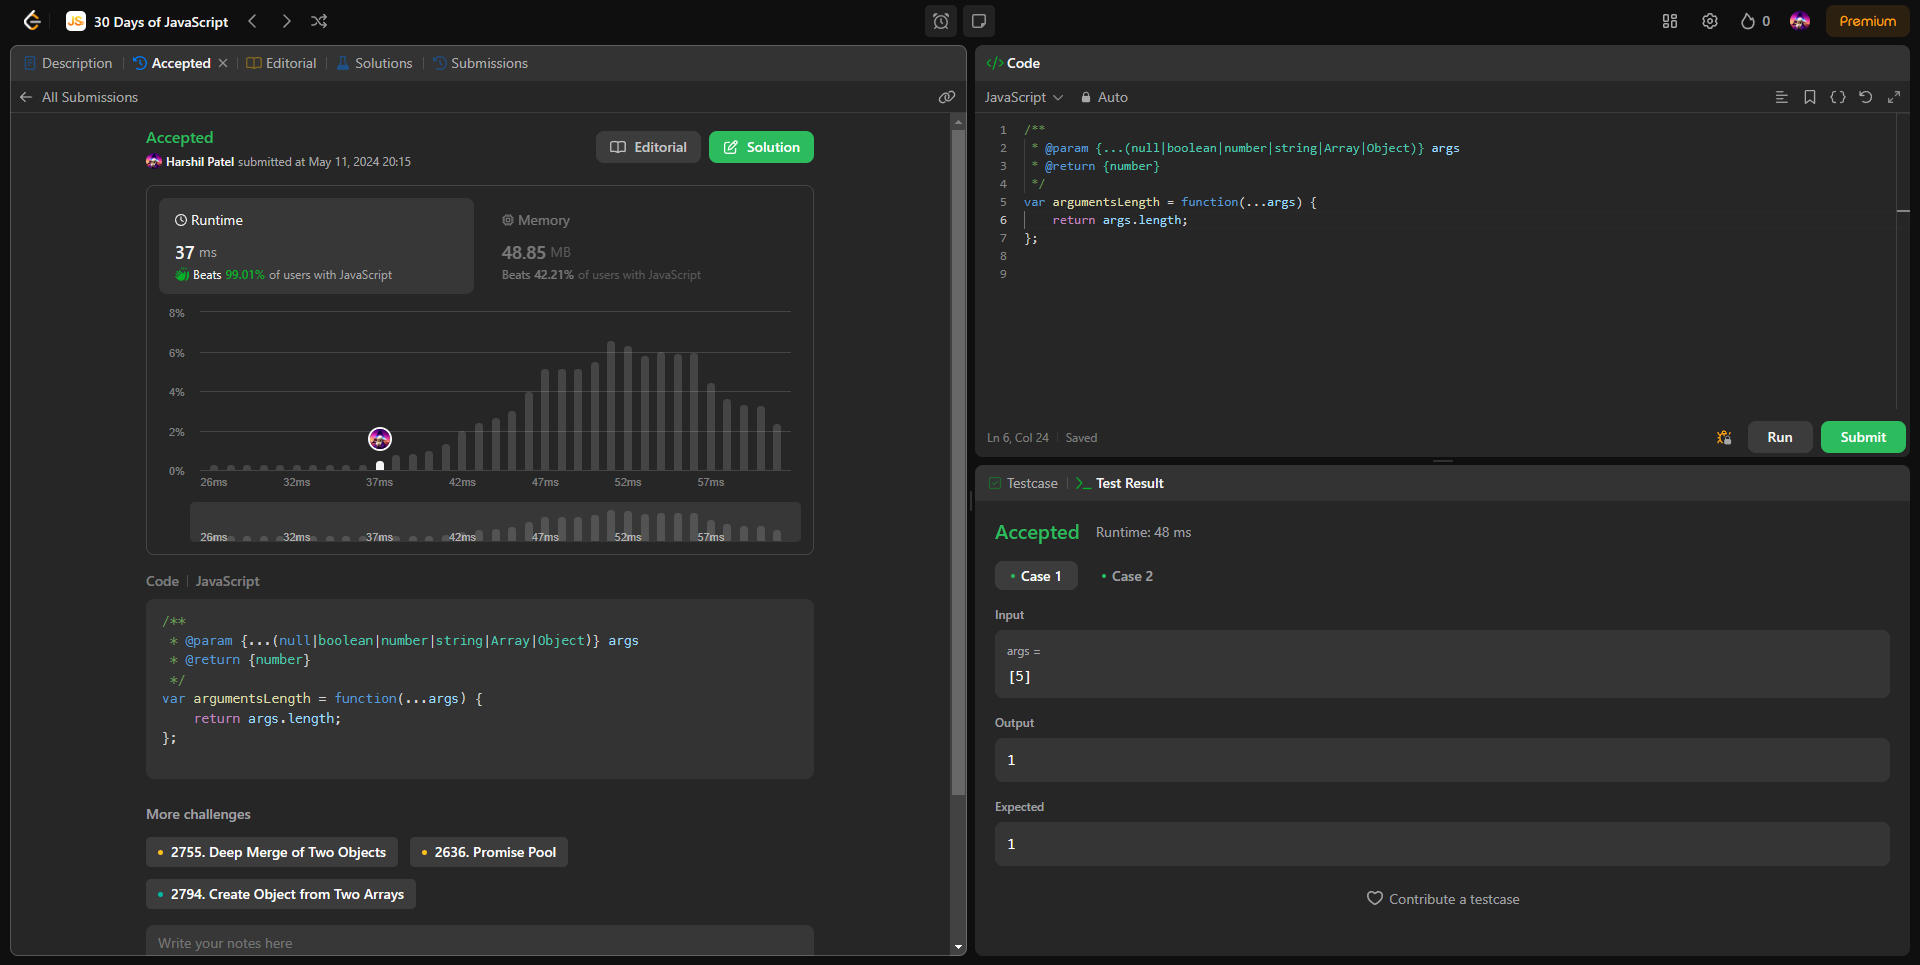 JS 30 Days of JavaScript
0
Premium
Description
Accepted
Editorial
Solutions
Submissions
All Submissions
Accepted
Harshil Patel submitted at May 11, 2024 20:15
Editorial
Solution
Runtime
37 ms
Beats 99.01% of users with JavaScript
Memory
48.85 MB
Beats 42.21% of users with JavaScript
8%
6%
4%
2%
0%
26ms 32ms 37ms 42ms 47ms 52ms 57ms
26ms 32ms 37ms 42ms 47ms 52ms 57ms
Code | JavaScript
/**
* @param {...(null|boolean|number|string|Array|Object)} args
* @return {number}
*/
var argumentsLength = function(...args) {
return args.length;
};
More challenges
2755. Deep Merge of Two Objects
2636. Promise Pool
2794. Create Object from Two Arrays
Write your notes here
</> Code
JavaScript
Auto
1 /**
2 * @param {...(null|boolean|number|string|Array|Object)} args
3 * @return {number}
4 */
5 var argumentsLength = function(...args) {
6 return args.length;
7 };
8
9
Ln 6, Col 24 | Saved
Run
Submit
Testcase
Test Result
Accepted Runtime: 48 ms
Case 1
Case 2
Input
args =
[5]
Output
1
Expected
1
Contribute a testcase